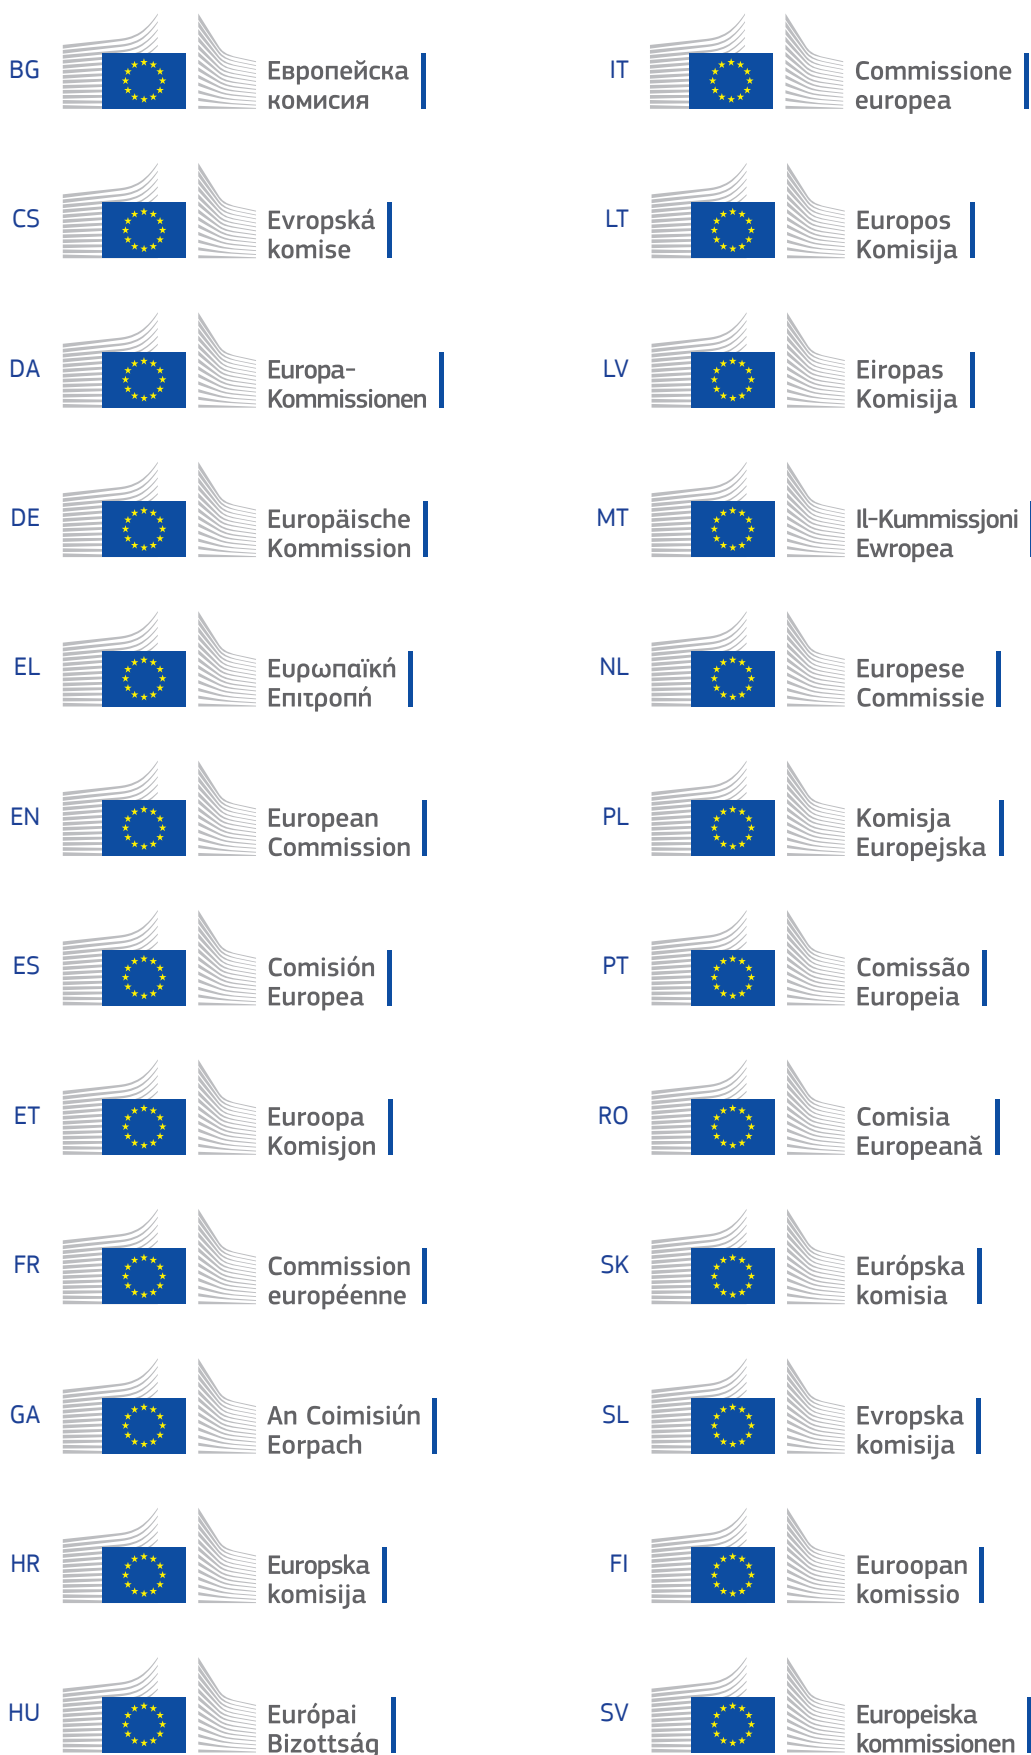 BG
Европейска
комисия
CS
Evropská
komise
DA
Europa-
Kommissionen
DE
Europäische
Kommission
EL
Ευρωπαϊκή
Επιτροπή
EN
European
Commission
ES
Comisión
Europea
ET
Euroopa
Komisjon
FR
Commission
européenne
GA
An Coimisiún
Eorpach
HR
Europska
komisija
HU
Európai
Bizottság
IT
Commissione
europea
LT
Europos
Komisija
LV
Eiropas
Komisija
MT
Il-Kummissjoni
Ewropea
NL
Europese
Commissie
PL
Komisja
Europejska
PT
Comissão
Europeia
RO
Comisia
Europeană
SK
Európska
komisia
SL
Evropska
komisija
FI
Euroopan
komissio
SV
Europeiska
kommissionen